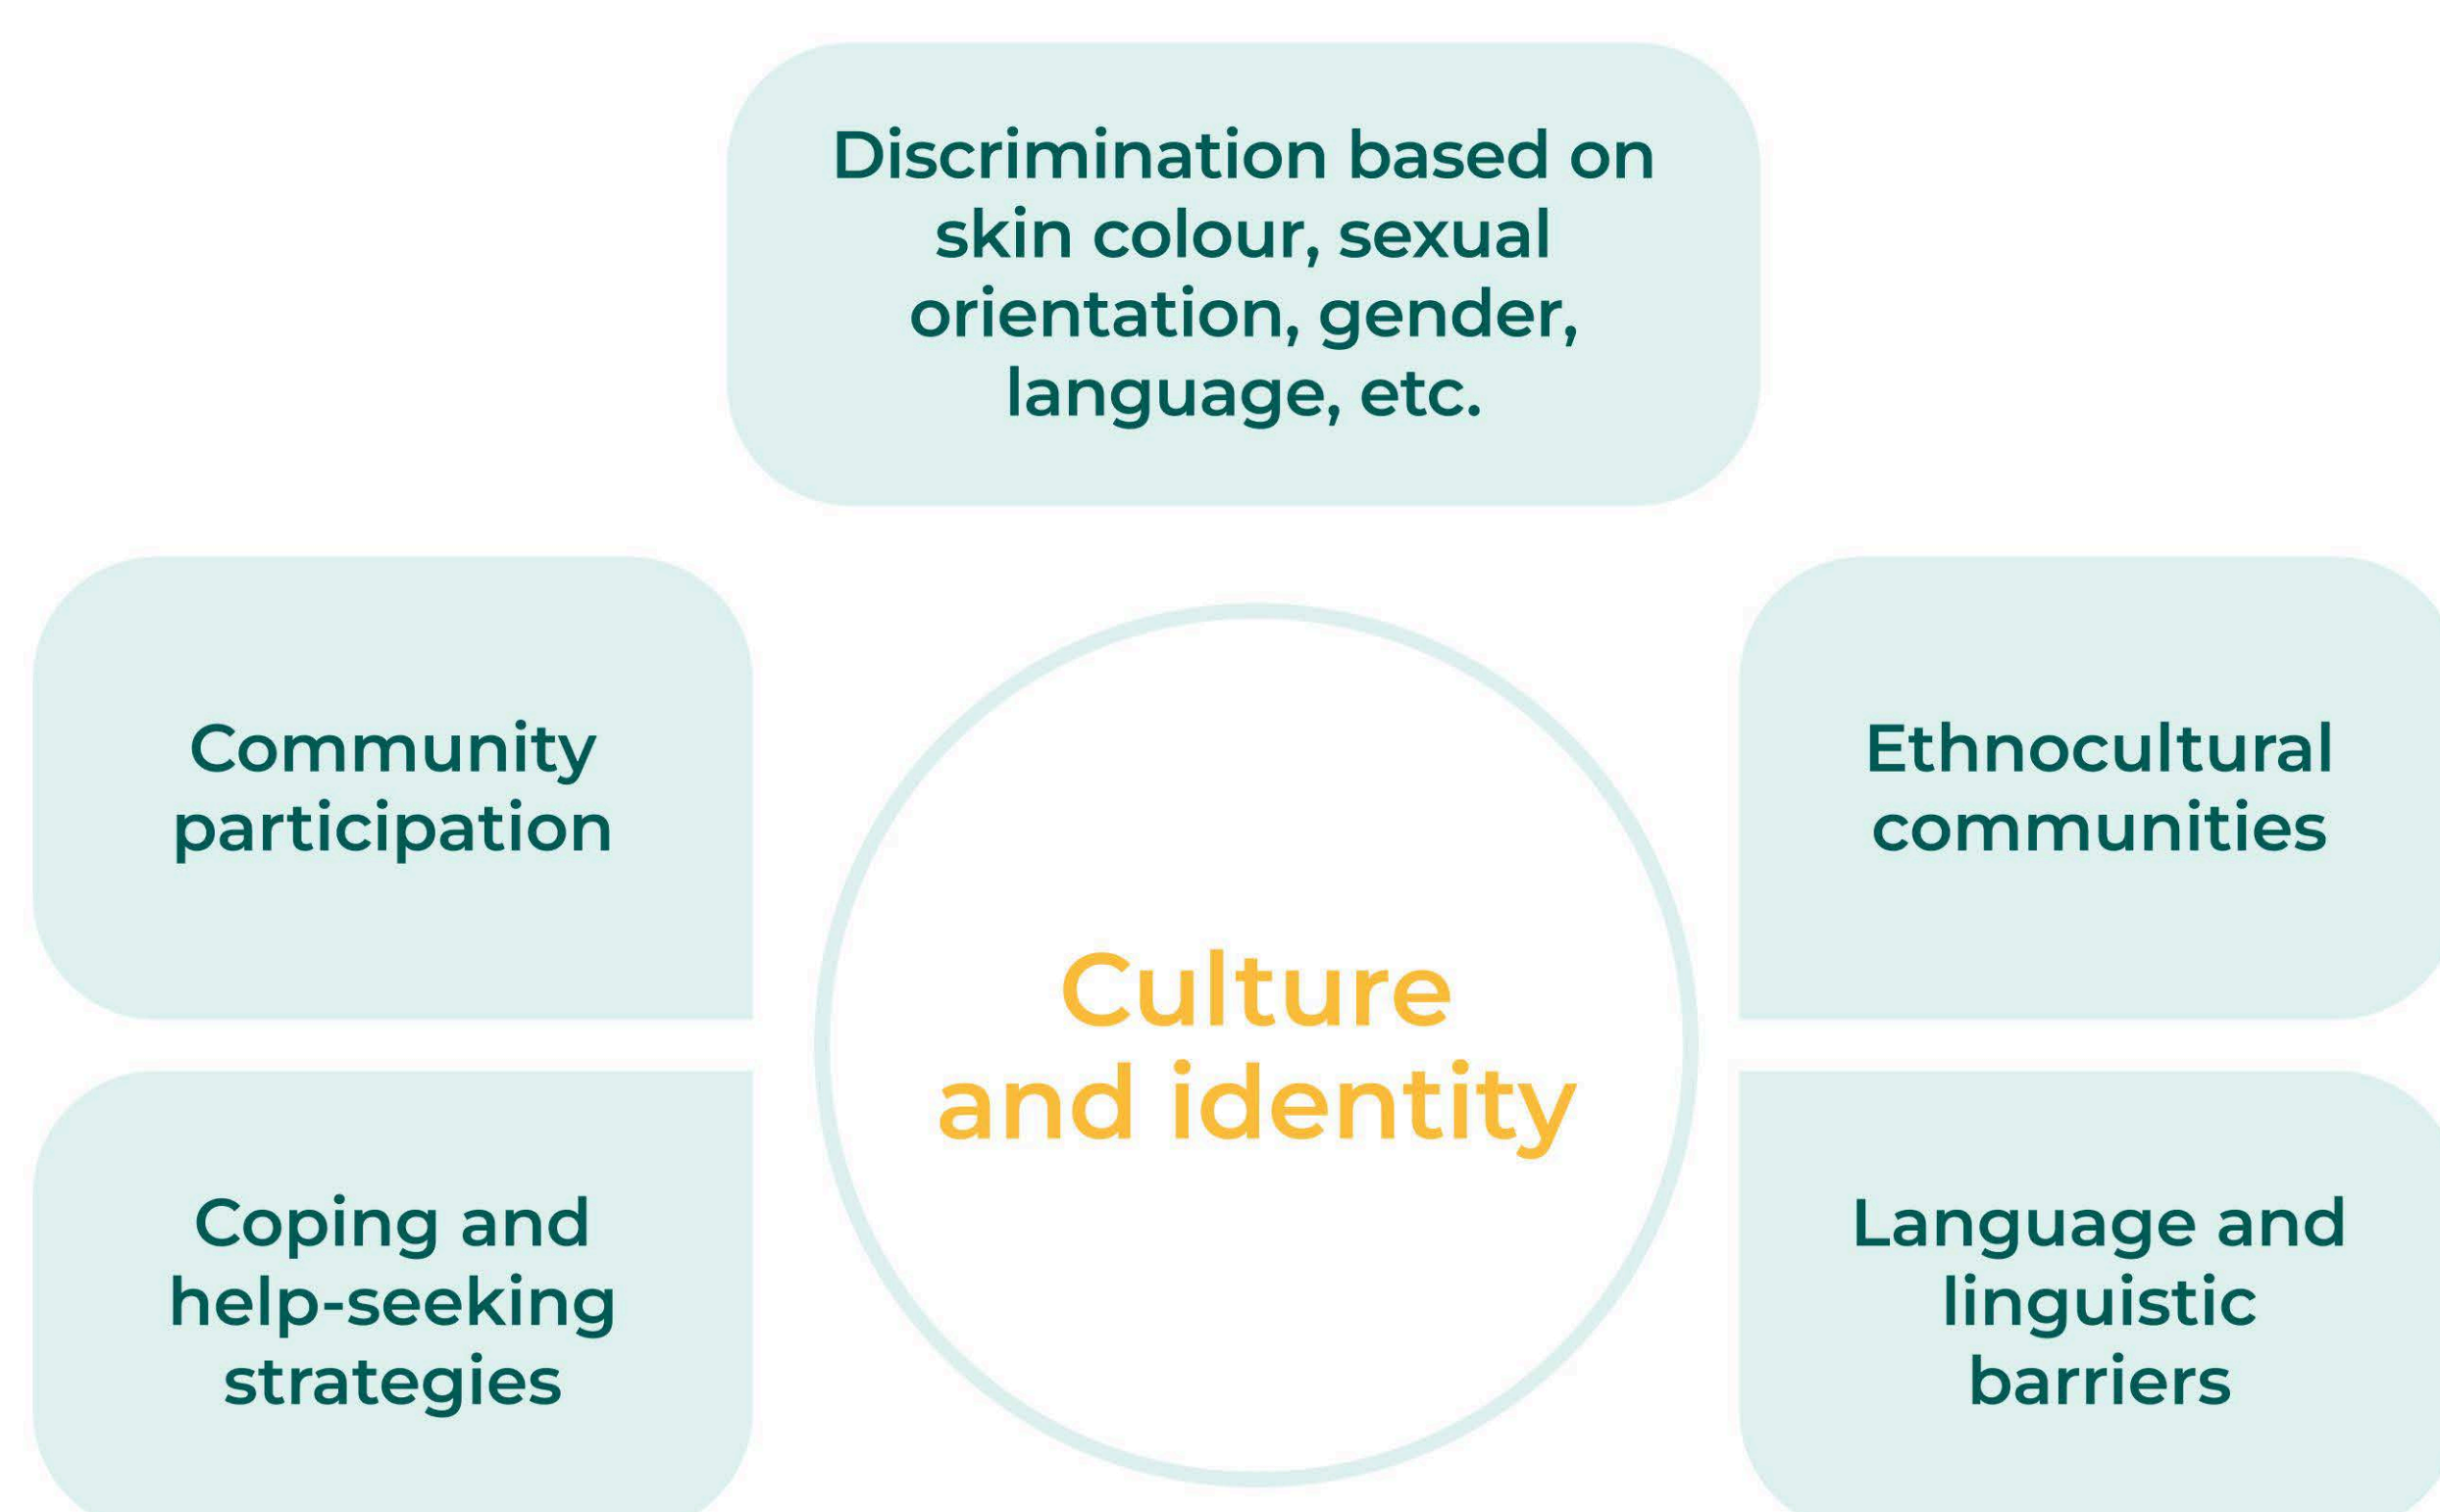 Discrimination based on
skin colour, sexual
orientation, gender,
language, etc.
Community
participation
Ethnocultural
communities
Culture
and identity
Coping and
help-seeking
strategies
Language and
linguistic
barriers